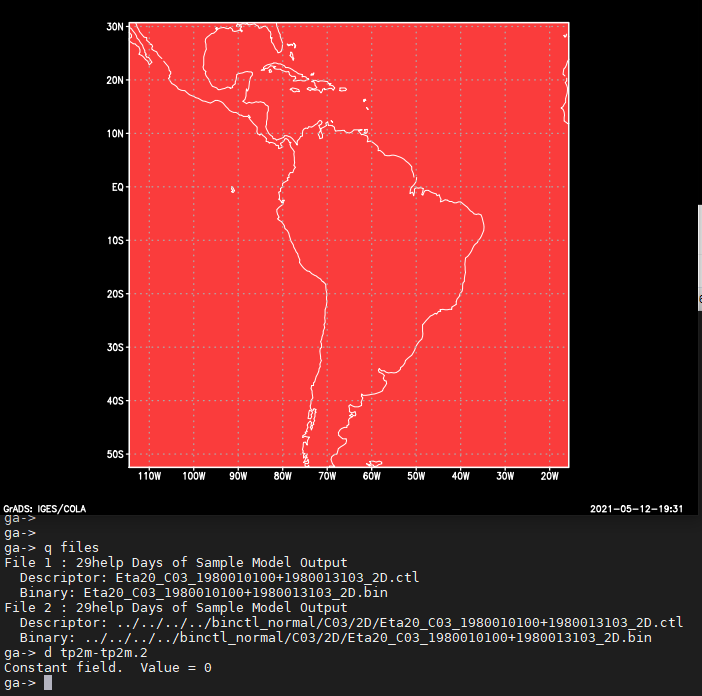 30N
20N
10N
EQ
10S
20S
30S
40S
50S
110W 100W 90W 80W 70W 60W 50W 40W 30W 20W
GrADS: IGES/COLA 2021-05-12-19:31
ga->
ga->
ga-> q files
File 1 : 29help Days of Sample Model Output
  Descriptor: Eta20_C03_1980010100+1980013103_2D.ctl
  Binary: Eta20_C03_1980010100+1980013103_2D.bin
File 2 : 29help Days of Sample Model Output
  Descriptor: ../../../../binctl_normal/C03/2D/Eta20_C03_1980010100+1980013103_2D.ctl
  Binary: ../../../../binctl_normal/C03/2D/Eta20_C03_1980010100+1980013103_2D.bin
ga-> d tp2m-tp2m.2
Constant field.  Value = 0
ga->